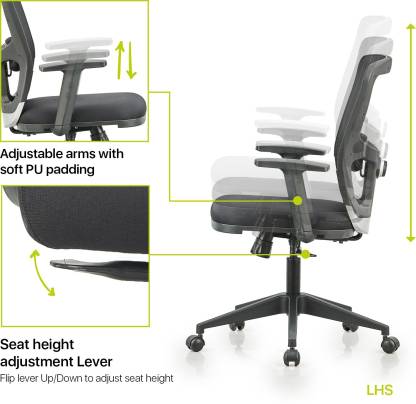 Adjustable arms with
soft PU padding
Seat height
adjustment Lever
Flip lever Up/Down to adjust seat height
LHS